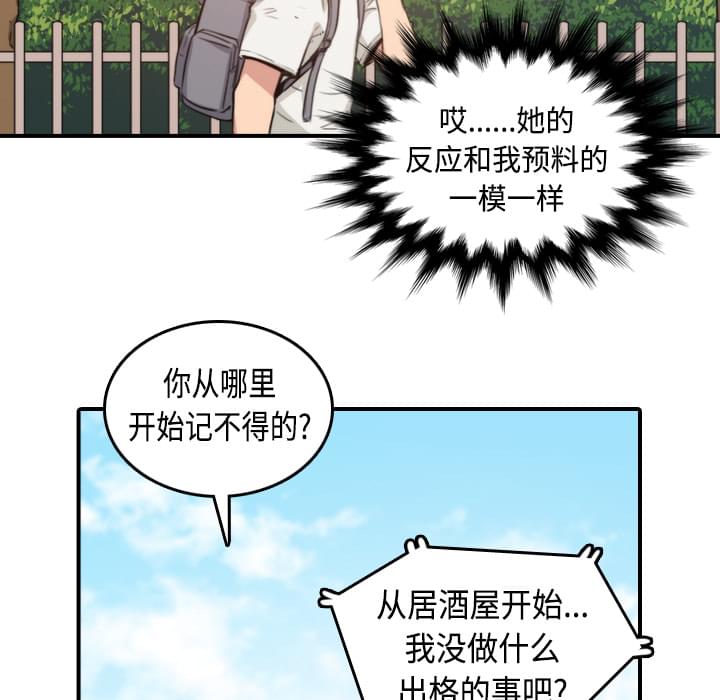 哎......她的
反应和我预料的
一模一样
你从哪里
开始记不得的?
从居酒屋开始...
我没做什么
出格的事吧?